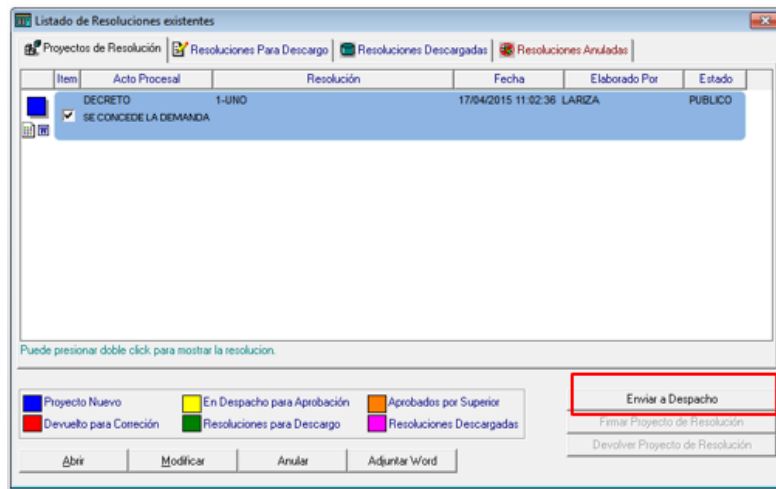 Listado de Resoluciones existentes
Proyectos de Resolución Resoluciones Para Descargo Resoluciones Descargadas Resoluciones Anuladas
Item Acto Procesal Resolución Fecha Elaborado Por Estado
DECRETO 1-UNO 17/04/2015 11:02:36 LARIZA PUBLICO
SE CONCEDE LA DEMANDA
Puede presionar doble click para mostrar la resolucion.
Proyecto Nuevo En Despacho para Aprobación Aprobados por Superior
Devuelto para Correción Resoluciones para Descargo Resoluciones Descargadas
Enviar a Despacho
Firmar Proyecto de Resolución
Devolver Proyecto de Resolución
Abrir Modificar Anular Adjuntar Word